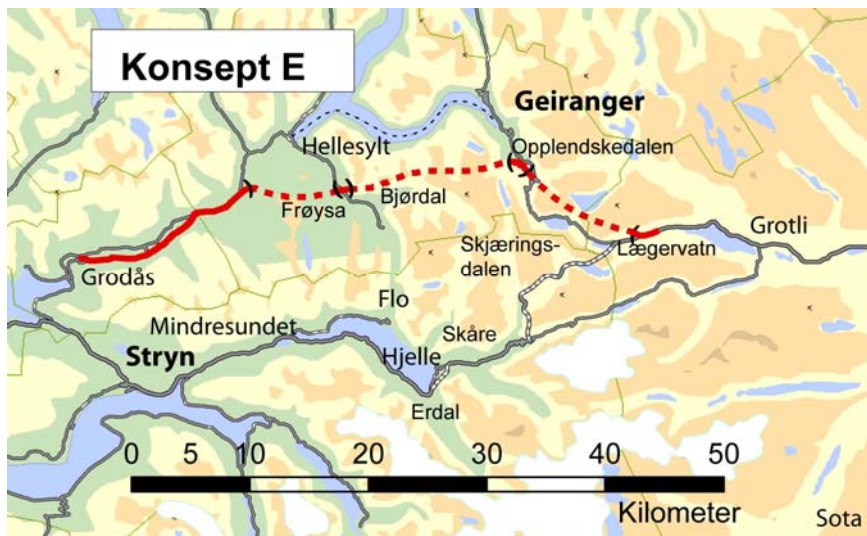 Konsept E
Geiranger
Hellesylt
Opplendskedalen
Frøysa
Bjørdal
Grotli
Skjærings-
dalen
Lægervatn
Grodås
Flo
Mindresundet
Skåre
Stryn
Hjelle
Erdal
0 5 10 20 30 40 50
Kilometer
Sota